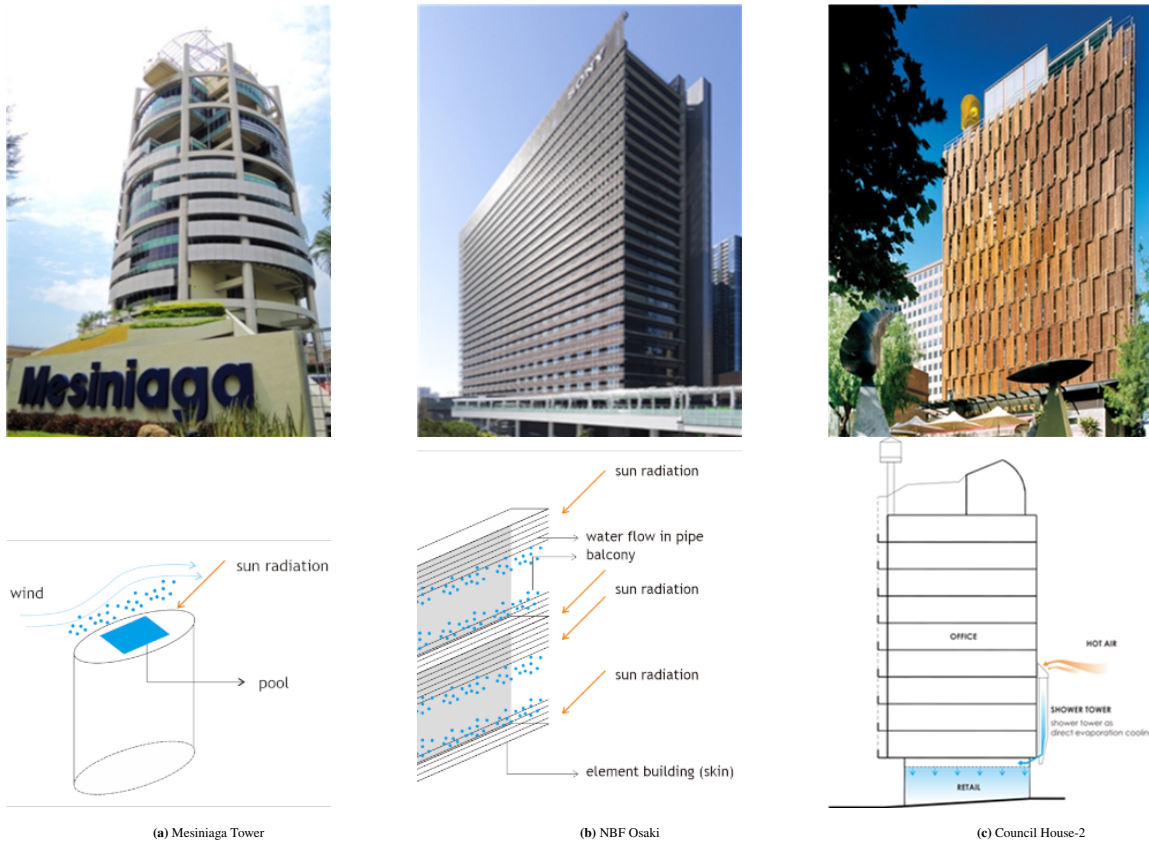 Mesiniaga
SONY
wind
sun radiation
pool
sun radiation
water flow in pipe
balcony
sun radiation
sun radiation
element building (skin)
OFFICE
HOT AIR
SHOWER TOWER
shower tower as
direct evaporation cooling
RETAIL
(a) Mesiniaga Tower
(b) NBF Osaki
(c) Council House-2